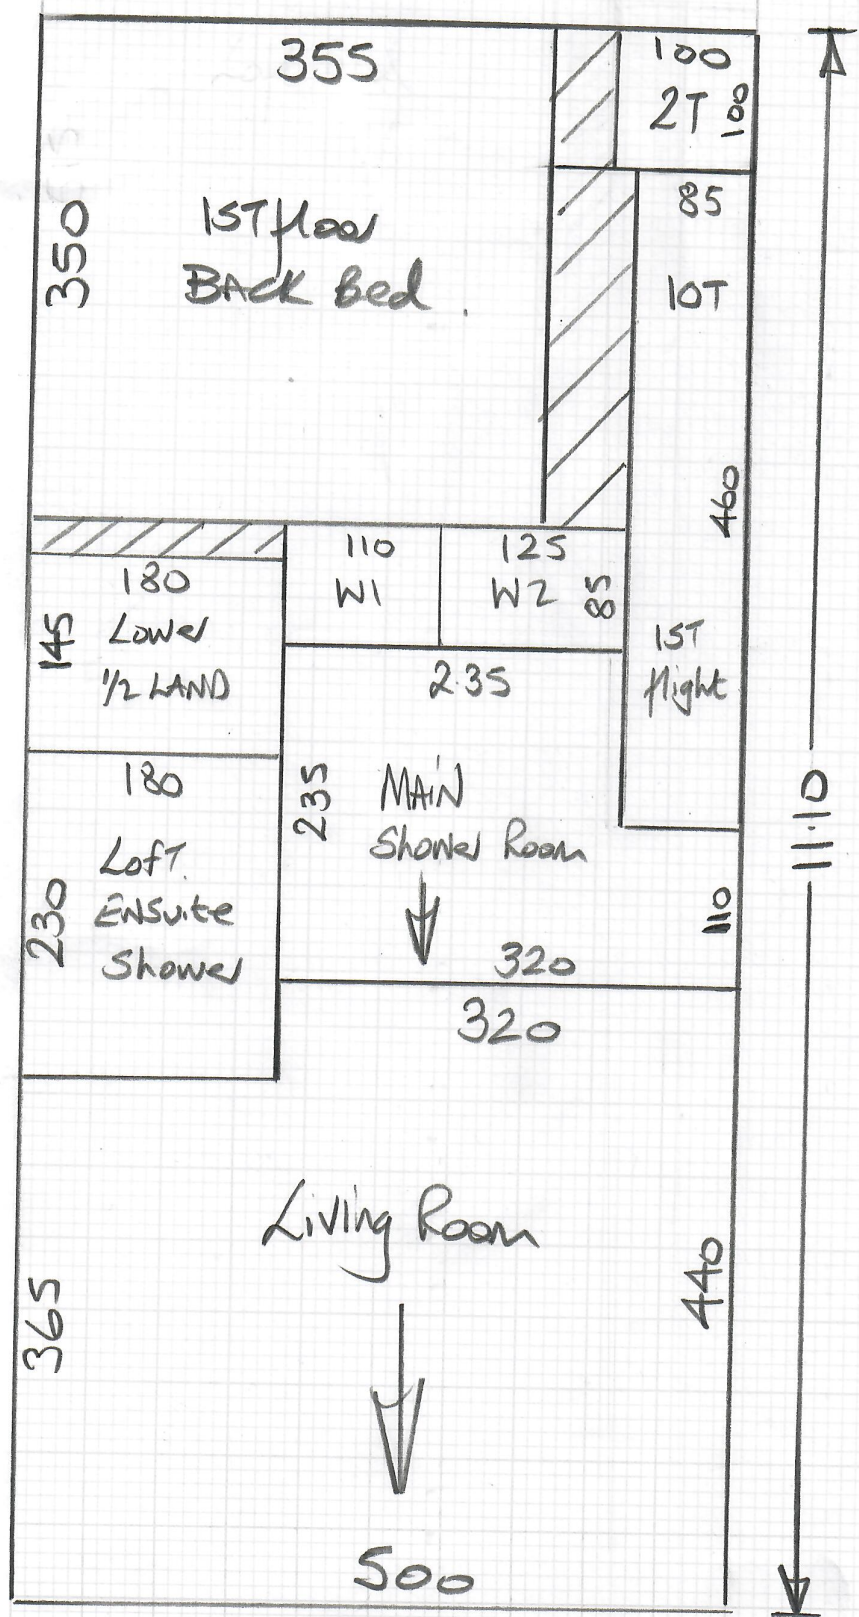 355
100
2T
100
350
1ST floor
BACK Bed.
85
10T
460
1ST
flight
180
145
Lower
1/2 LAND
110
W1
125
W2
85
2.35
235
MAIN
Shower Room
320
110
180
230
LofT.
ENSuite
Shower
320
Living Room
365
440
500
11.10